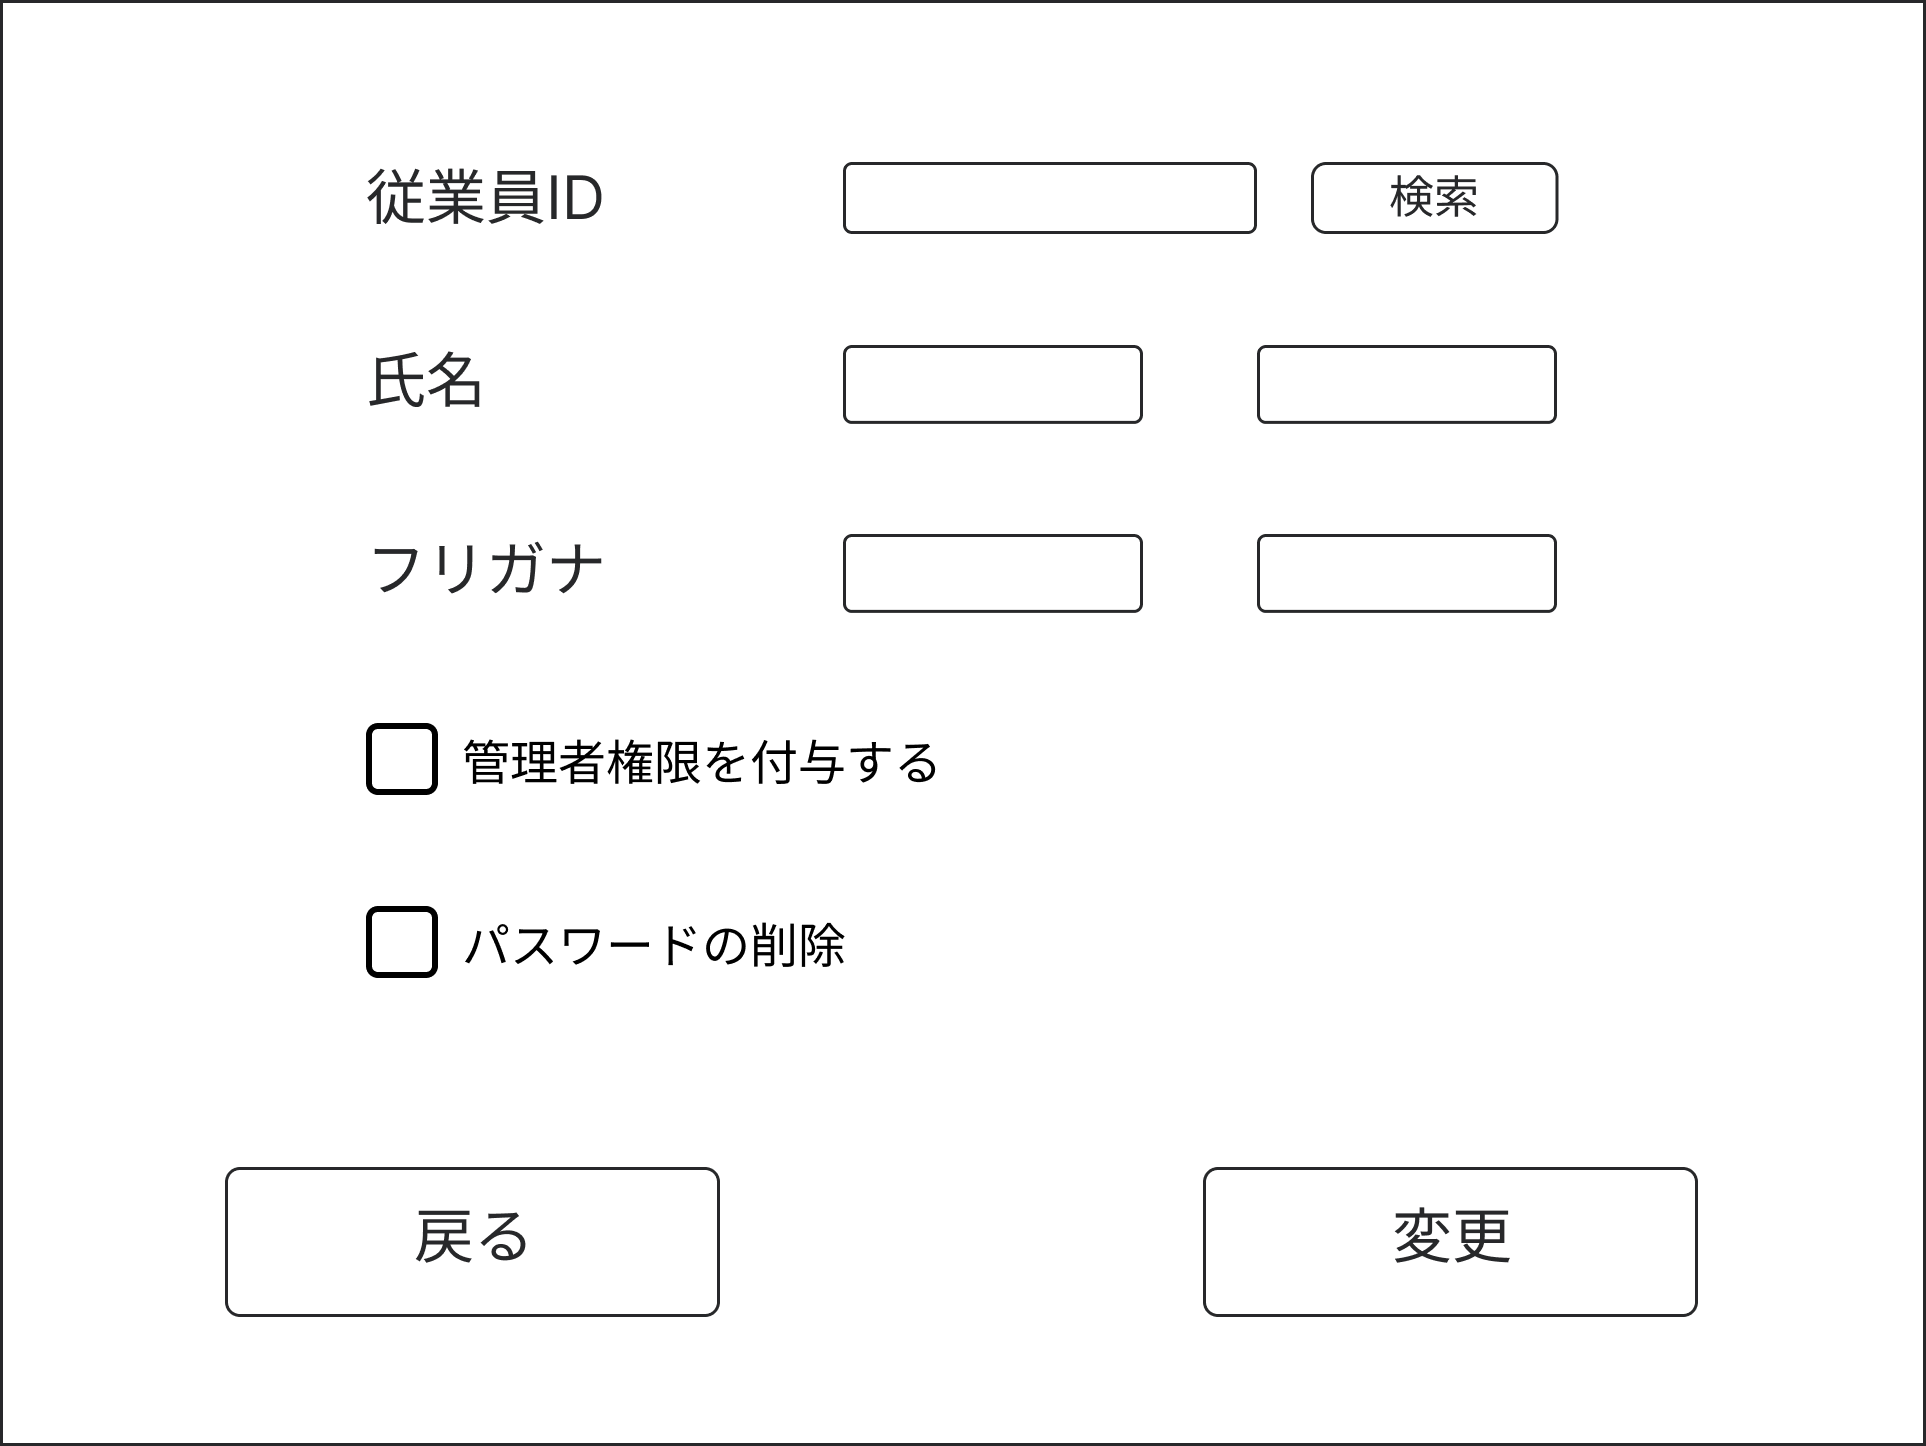 従業員ID
検索
氏名
フリガナ
管理者権限を付与する
パスワードの削除
戻る
変更